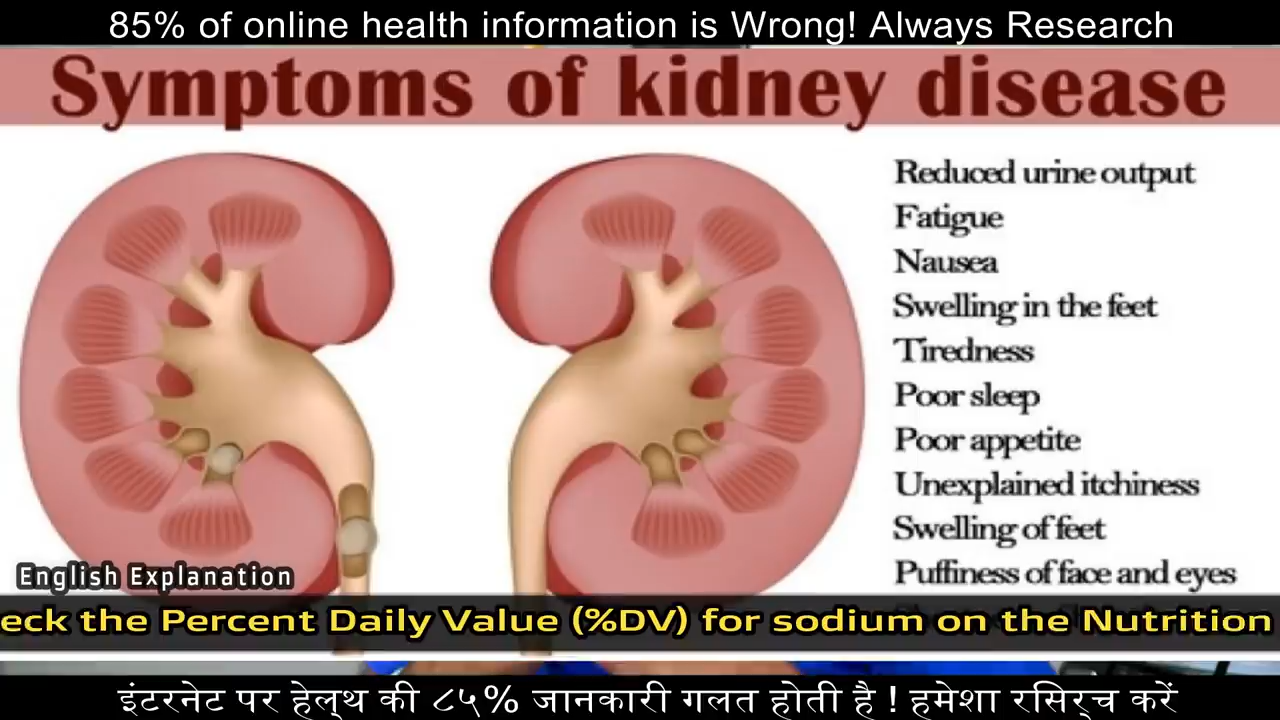 85% of online health information is Wrong! Always Research
Symptoms of kidney disease
Reduced urine output
Fatigue
Nausea
Swelling in the feet
Tiredness
Poor sleep
Poor appetite
Unexplained itchiness
Swelling of feet
Puffiness of face and eyes
English Explanation
eck the Percent Daily Value (%DV) for sodium on the Nutrition
इंटरनेट पर हेल्थ की ८५% जानकारी गलत होती है ! हमेशा रिसर्च करें